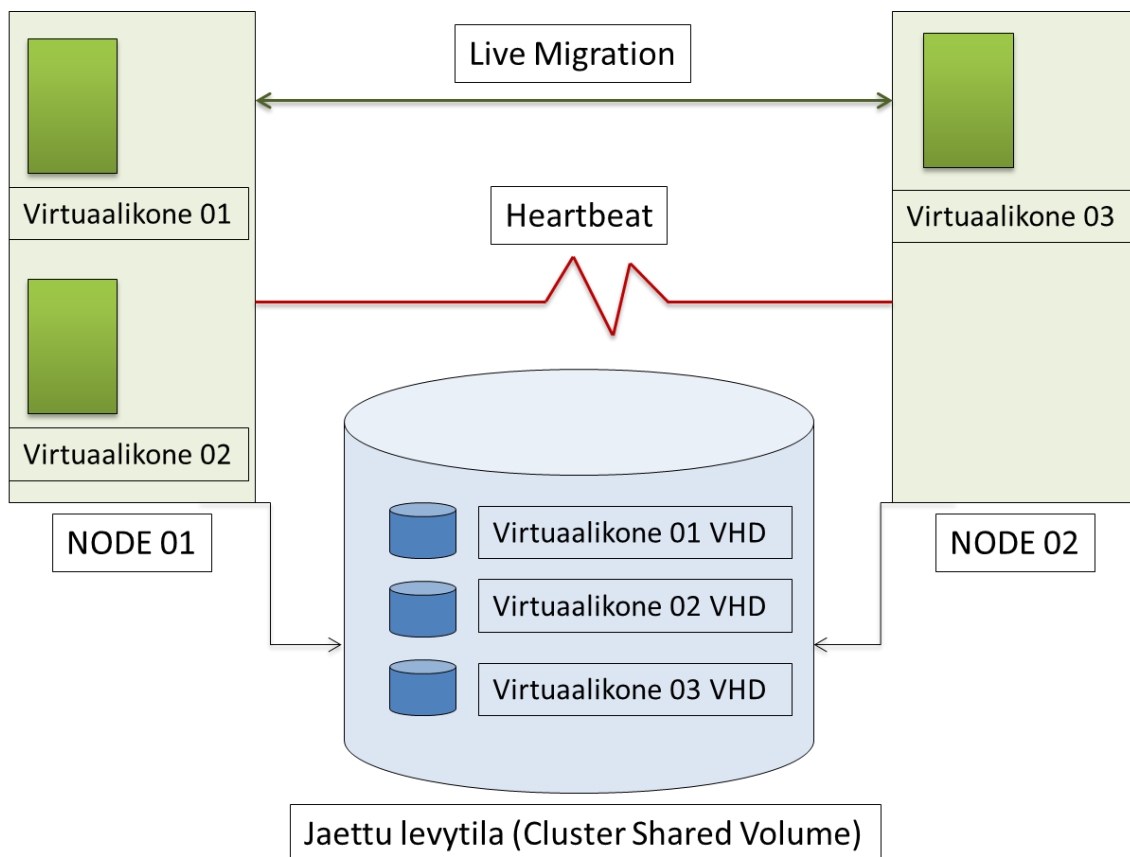 Live Migration
Virtuaalikone 01
Virtuaalikone 03
Heartbeat
Virtuaalikone 02
NODE 01
NODE 02
Virtuaalikone 01 VHD
Virtuaalikone 02 VHD
Virtuaalikone 03 VHD
Jaettu levytila (Cluster Shared Volume)